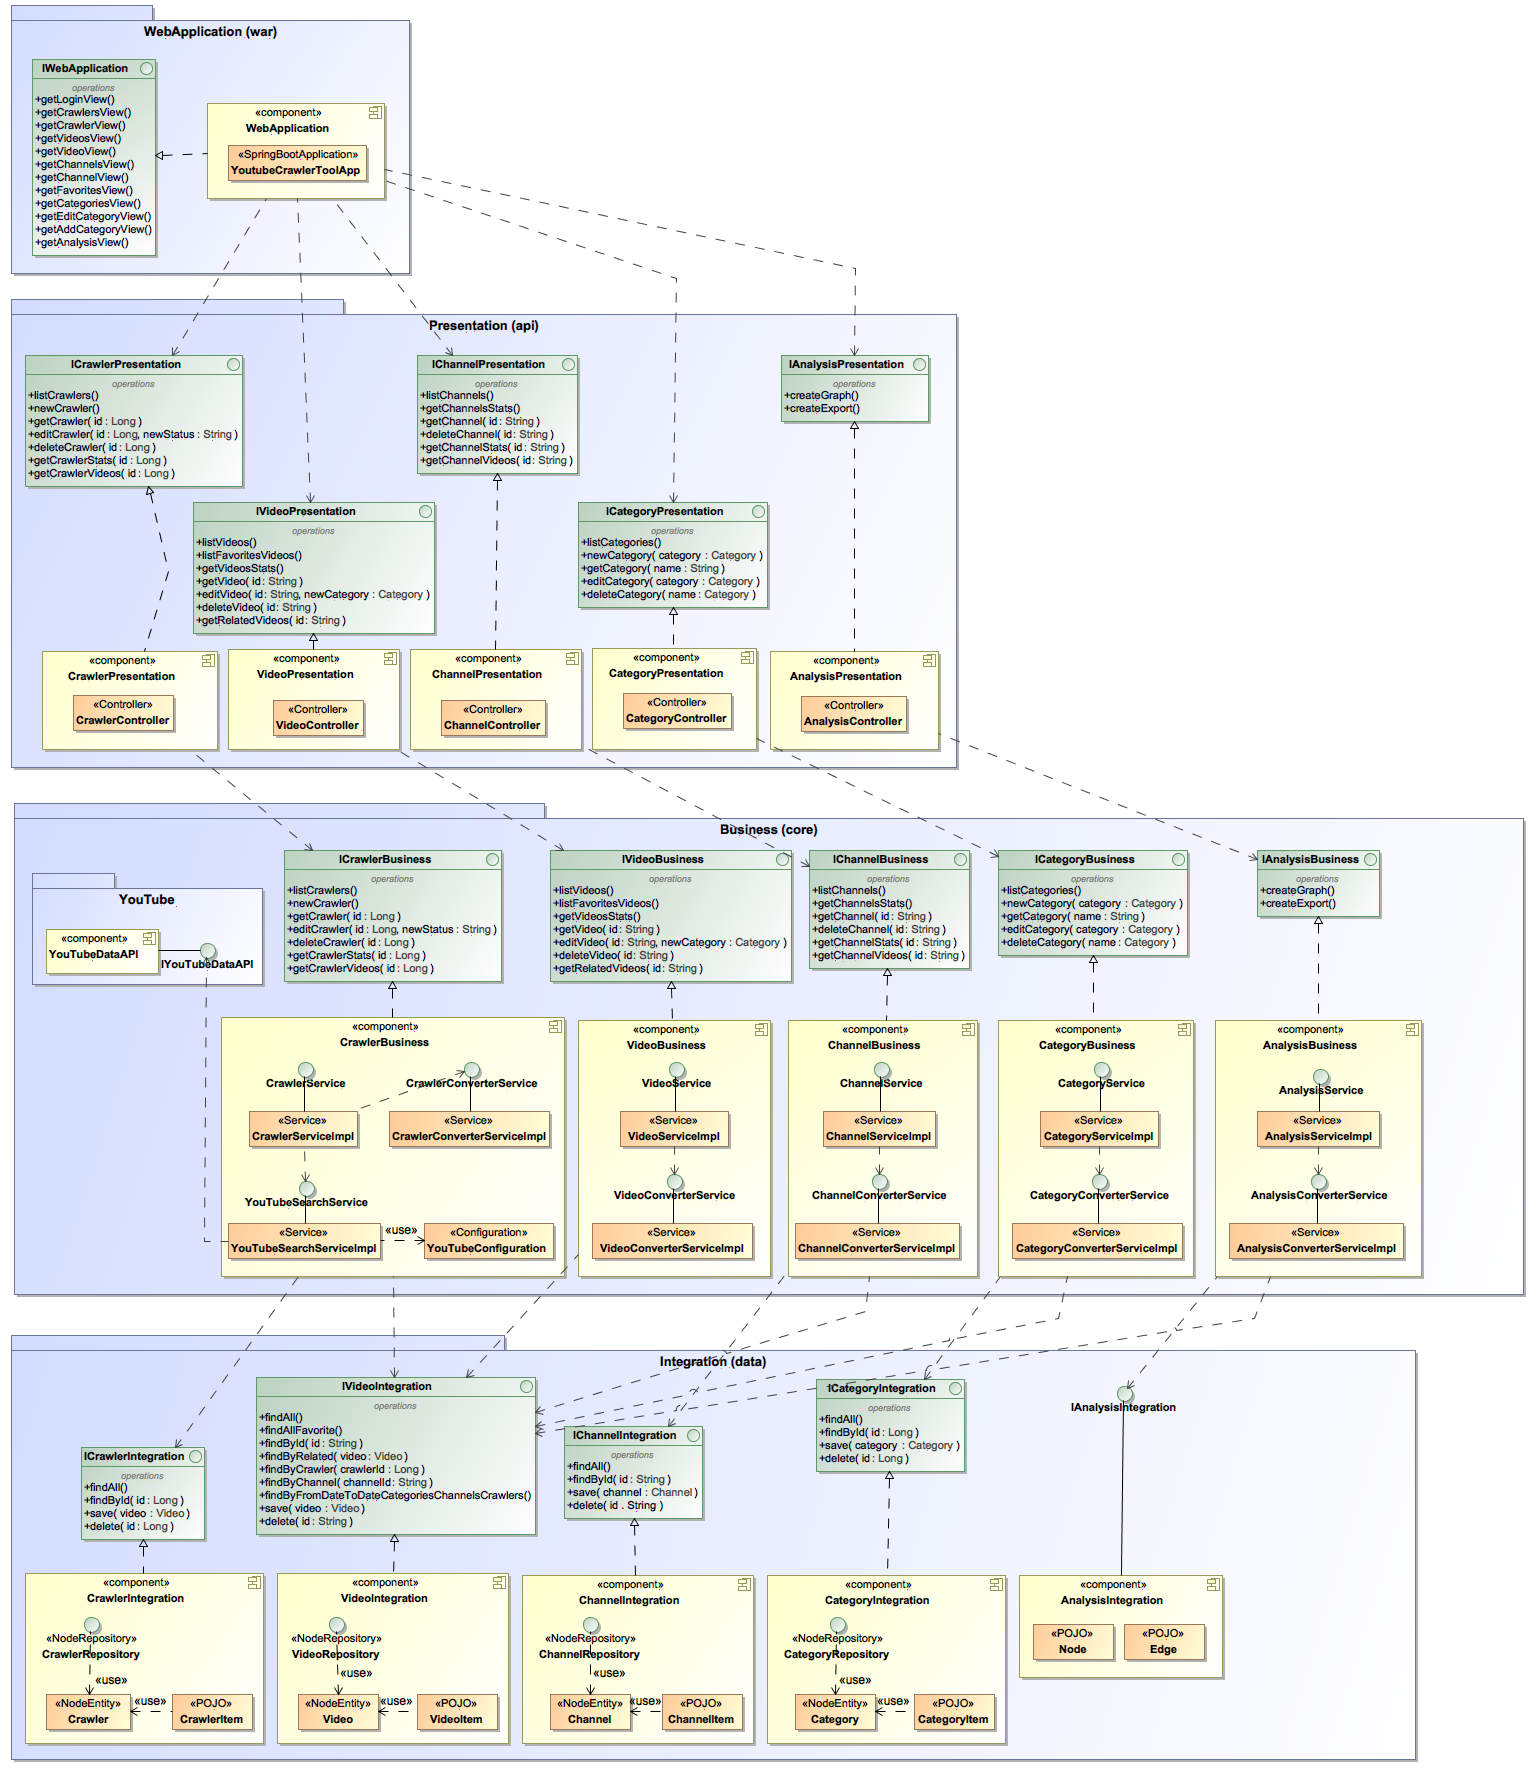 WebApplication (war)
IWebApplication
operations
+getLoginView()
+getCrawlersView()
+getCrawlerView()
+getVideosView()
+getVideoView()
+getChannelsView()
+getChannelView()
+getFavoritesView()
+getCategoriesView()
+getEditCategoryView()
+getAddCategoryView()
+getAnalysisView()
«component»
WebApplication
«SpringBootApplication»
YoutubeCrawlerToolApp
Presentation (api)
ICrawlerPresentation
operations
+listCrawlers()
+newCrawler()
+getCrawler( id : Long )
+editCrawler( id : Long, newStatus : String )
+deleteCrawler( id : Long )
+getCrawlerStats( id : Long )
+getCrawlerVideos( id : Long )
IChannelPresentation
operations
+listChannels()
+getChannelsStats()
+getChannel( id : String )
+deleteChannel( id : String )
+getChannelStats( id : String )
+getChannelVideos( id : String )
IAnalysisPresentation
operations
+createGraph()
+createExport()
IVideoPresentation
operations
+listVideos()
+listFavoritesVideos()
+getVideosStats()
+getVideo( id : String )
+editVideo( id : String, newCategory : Category )
+deleteVideo( id : String )
+getRelatedVideos( id : String )
ICategoryPresentation
operations
+listCategories()
+newCategory( category : Category )
+getCategory( name : String )
+editCategory( category : Category )
+deleteCategory( name : Category )
«component»
CrawlerPresentation
«Controller»
CrawlerController
«component»
VideoPresentation
«Controller»
VideoController
«component»
ChannelPresentation
«Controller»
ChannelController
«component»
CategoryPresentation
«Controller»
CategoryController
«component»
AnalysisPresentation
«Controller»
AnalysisController
Business (core)
YouTube
«component»
YouTubeDataAPI
IYouTubeDataAPI
ICrawlerBusiness
operations
+listCrawlers()
+newCrawler()
+getCrawler( id : Long )
+editCrawler( id : Long, newStatus : String )
+deleteCrawler( id : Long )
+getCrawlerStats( id : Long )
+getCrawlerVideos( id : Long )
IVideoBusiness
operations
+listVideos()
+listFavoritesVideos()
+getVideosStats()
+getVideo( id : String )
+editVideo( id : String, newCategory : Category )
+deleteVideo( id : String )
+getRelatedVideos( id : String )
IChannelBusiness
operations
+listChannels()
+getChannelsStats()
+getChannel( id : String )
+deleteChannel( id : String )
+getChannelStats( id : String )
+getChannelVideos( id : String )
ICategoryBusiness
operations
+listCategories()
+newCategory( category : Category )
+getCategory( name : String )
+editCategory( category : Category )
+deleteCategory( name : Category )
IAnalysisBusiness
operations
+createGraph()
+createExport()
«component»
CrawlerBusiness
CrawlerService
CrawlerConverterService
«Service»
CrawlerServiceImpl
«Service»
CrawlerConverterServiceImpl
YouTubeSearchService
«Service»
YouTubeSearchServiceImpl
«use»
«Configuration»
YouTubeConfiguration
«component»
VideoBusiness
VideoService
«Service»
VideoServiceImpl
VideoConverterService
«Service»
VideoConverterServiceImpl
«component»
ChannelBusiness
ChannelService
«Service»
ChannelServiceImpl
ChannelConverterService
«Service»
ChannelConverterServiceImpl
«component»
CategoryBusiness
CategoryService
«Service»
CategoryServiceImpl
CategoryConverterService
«Service»
CategoryConverterServiceImpl
«component»
AnalysisBusiness
AnalysisService
«Service»
AnalysisServiceImpl
AnalysisConverterService
«Service»
AnalysisConverterServiceImpl
Integration (data)
ICrawlerIntegration
operations
+findAll()
+findById( id : Long )
+save( video : Video )
+delete( id : Long )
IVideoIntegration
operations
+findAll()
+findAllFavorite()
+findById( id : String )
+findByRelated( video : Video )
+findByCrawler( crawlerId : Long )
+findByChannel( channelId : String )
+findByFromDateToDateCategoriesChannelsCrawlers()
+save( video : Video )
+delete( id : String )
IChannelIntegration
operations
+findAll()
+findById( id : String )
+save( channel : Channel )
+delete( id . String )
ICategoryIntegration
operations
+findAll()
+findById( id : Long )
+save( category : Category )
+delete( id : Long )
IAnalysisIntegration
«component»
CrawlerIntegration
«NodeRepository»
CrawlerRepository
«use»
«NodeEntity»
Crawler
«use»
«POJO»
CrawlerItem
«component»
VideoIntegration
«NodeRepository»
VideoRepository
«use»
«NodeEntity»
Video
«use»
«POJO»
VideoItem
«component»
ChannelIntegration
«NodeRepository»
ChannelRepository
«use»
«NodeEntity»
Channel
«use»
«POJO»
ChannelItem
«component»
CategoryIntegration
«NodeRepository»
CategoryRepository
«use»
«NodeEntity»
Category
«use»
«POJO»
CategoryItem
«component»
AnalysisIntegration
«POJO»
Node
«POJO»
Edge